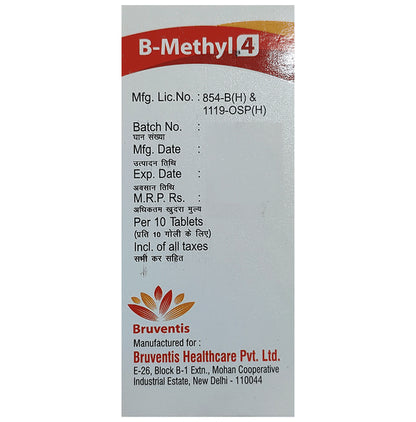 B-Methyl 4
Mfg. Lic.No. : 854-B(H) &
1119-OSP(H)
Batch No. :
घान संख्या
Mfg. Date :
उत्पादन तिथि
Exp. Date :
अवसान तिथि
M.R.P. Rs. :
अधिकतम खुदरा मूल्य
Per 10 Tablets
(प्रति 10 गोली के लिए)
Incl. of all taxes
सभी कर सहित
Bruventis
Manufactured for :
Bruventis Healthcare Pvt. Ltd.
E-26, Block B-1 Extn., Mohan Cooperative
Industrial Estate, New Delhi - 110044